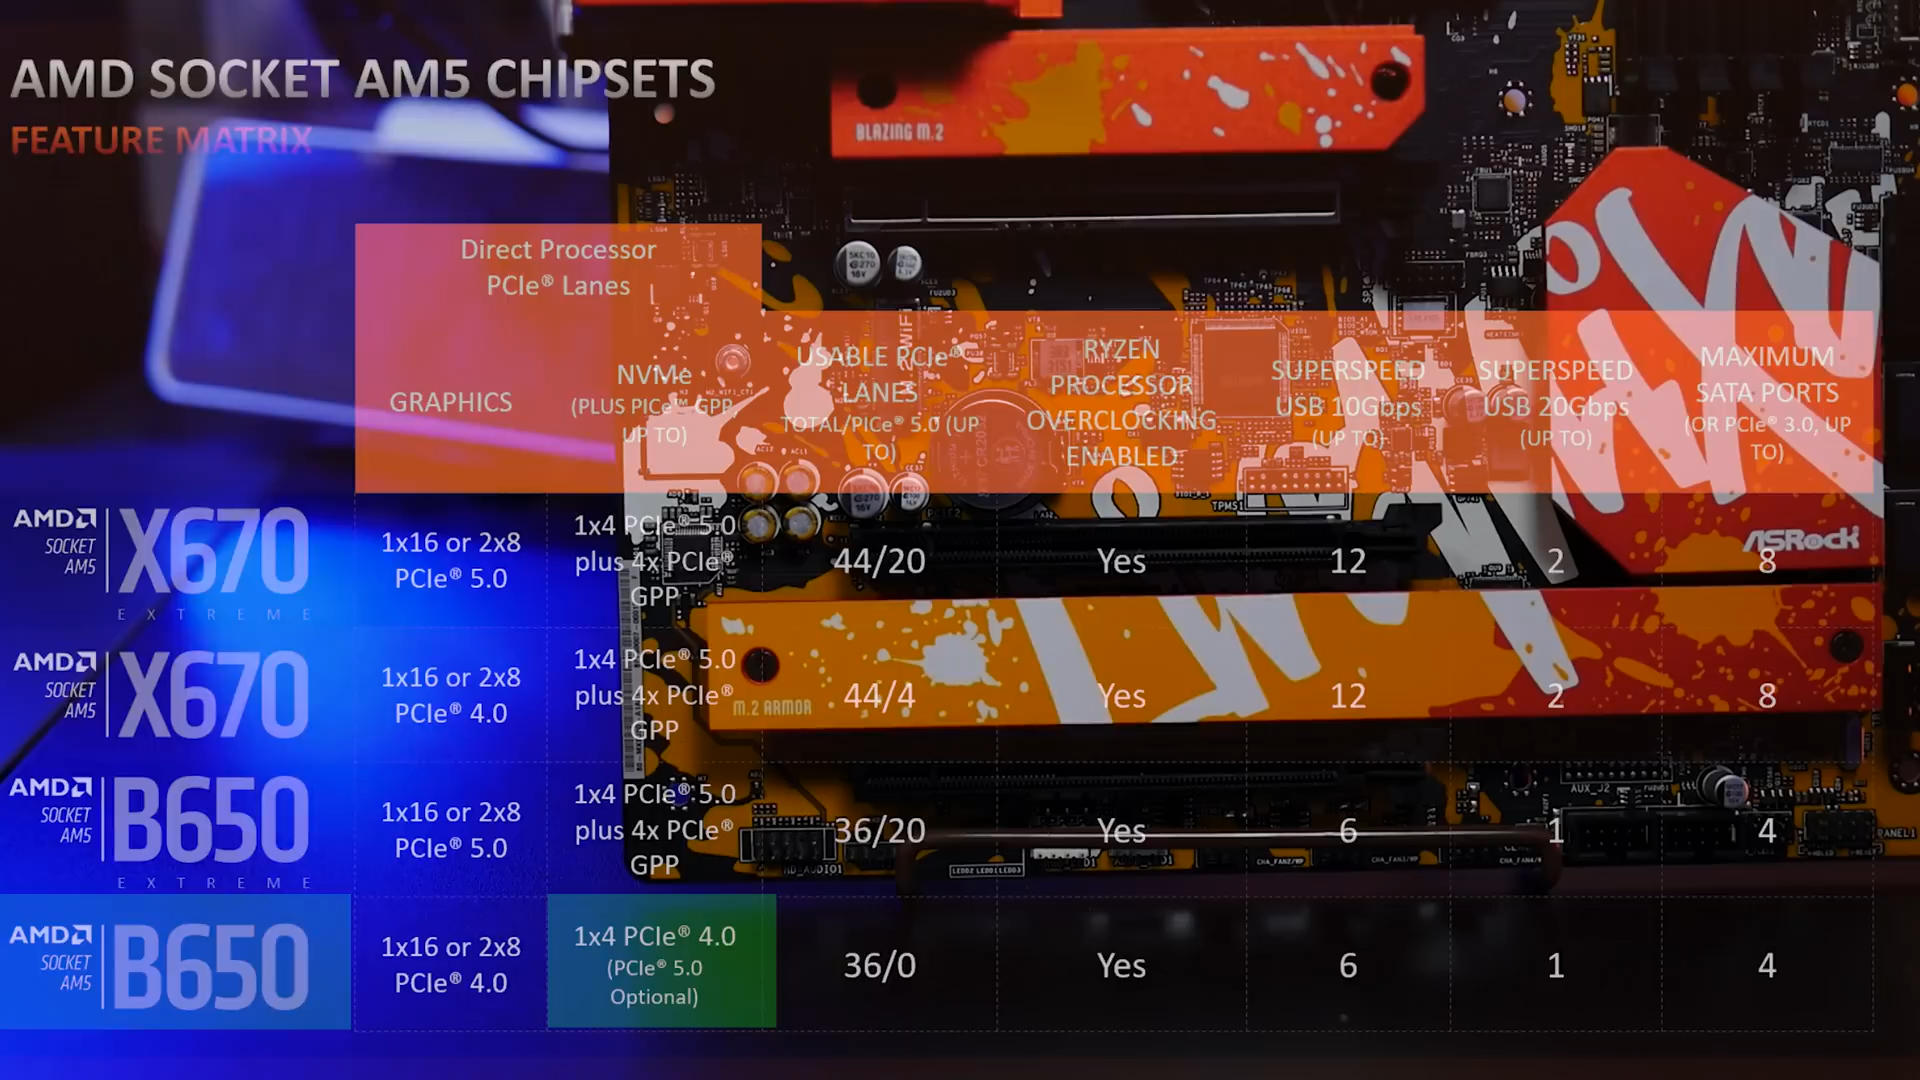 AMD SOCKET AM5 CHIPSETS
FEATURE MATRIX
BLAZING M.2
Direct Processor
PCIe® Lanes
GRAPHICS
NVMe
(PLUS PICe™ GPP,
UP TO)
USABLE PCIe®
LANES
TOTAL/PICe® 5.0 (UP
TO)
RYZEN
PROCESSOR
OVERCLOCKING
ENABLED
SUPERSPEED
USB 10Gbps
(UP TO)
SUPERSPEED
USB 20Gbps
(UP TO)
MAXIMUM
SATA PORTS
(OR PCIe® 3.0, UP
TO)
TPMS1
ASRock
AMD
SOCKET
AM5
X670
EXTREME
1x16 or 2x8
PCIe® 5.0
1x4 PCIe® 5.0
plus 4x PCIe®
GPP
44/20
Yes
12
2
8
AMD
SOCKET
AM5
X670
1x16 or 2x8
PCIe® 4.0
1x4 PCIe® 5.0
plus 4x PCIe®
GPP
M.2 ARMOR
44/4
Yes
12
2
8
AMD
SOCKET
AM5
B650
EXTREME
1x16 or 2x8
PCIe® 5.0
1x4 PCIe® 5.0
plus 4x PCIe®
GPP
36/20
Yes
6
1
4
AUX_J2
PANEL1
HD_AUDIO1
AMD
SOCKET
AM5
B650
1x16 or 2x8
PCIe® 4.0
1x4 PCIe® 4.0
(PCIe® 5.0
Optional)
36/0
Yes
6
1
4